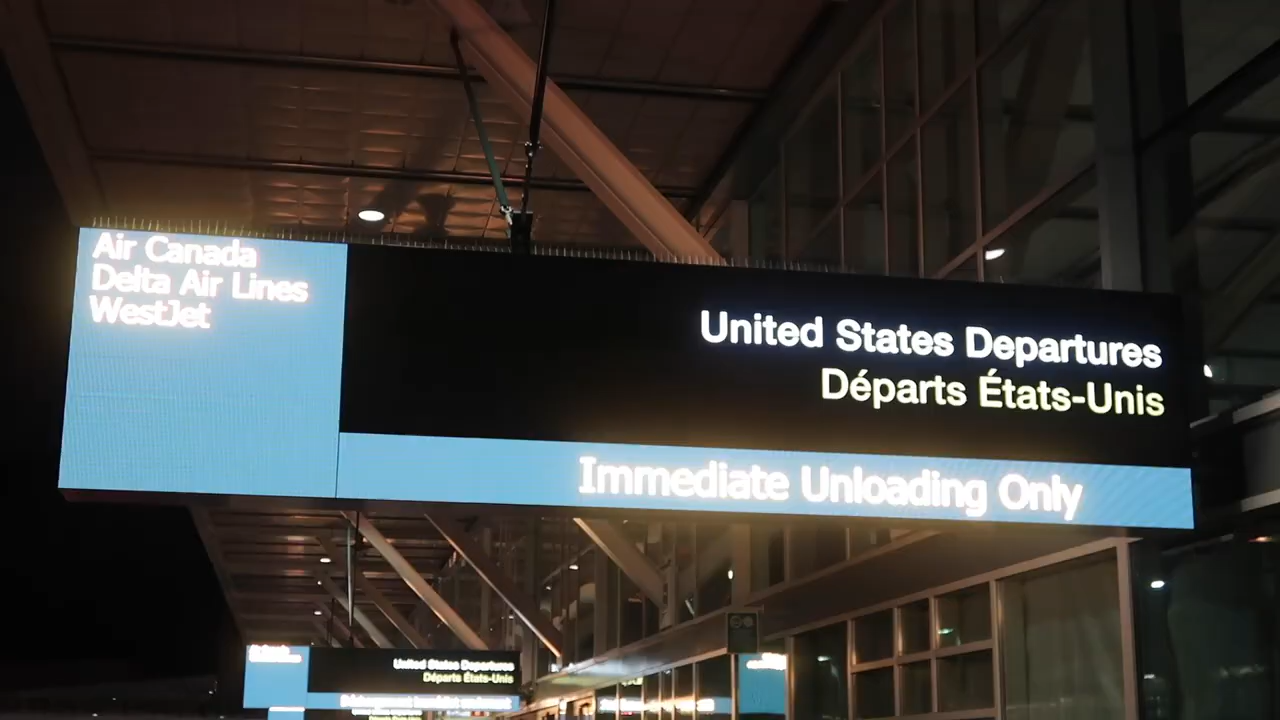 Air Canada
Delta Air Lines
WestJet
United States Departures
Départs États-Unis
Immediate Unloading Only
United States Departures
Départs États-Unis